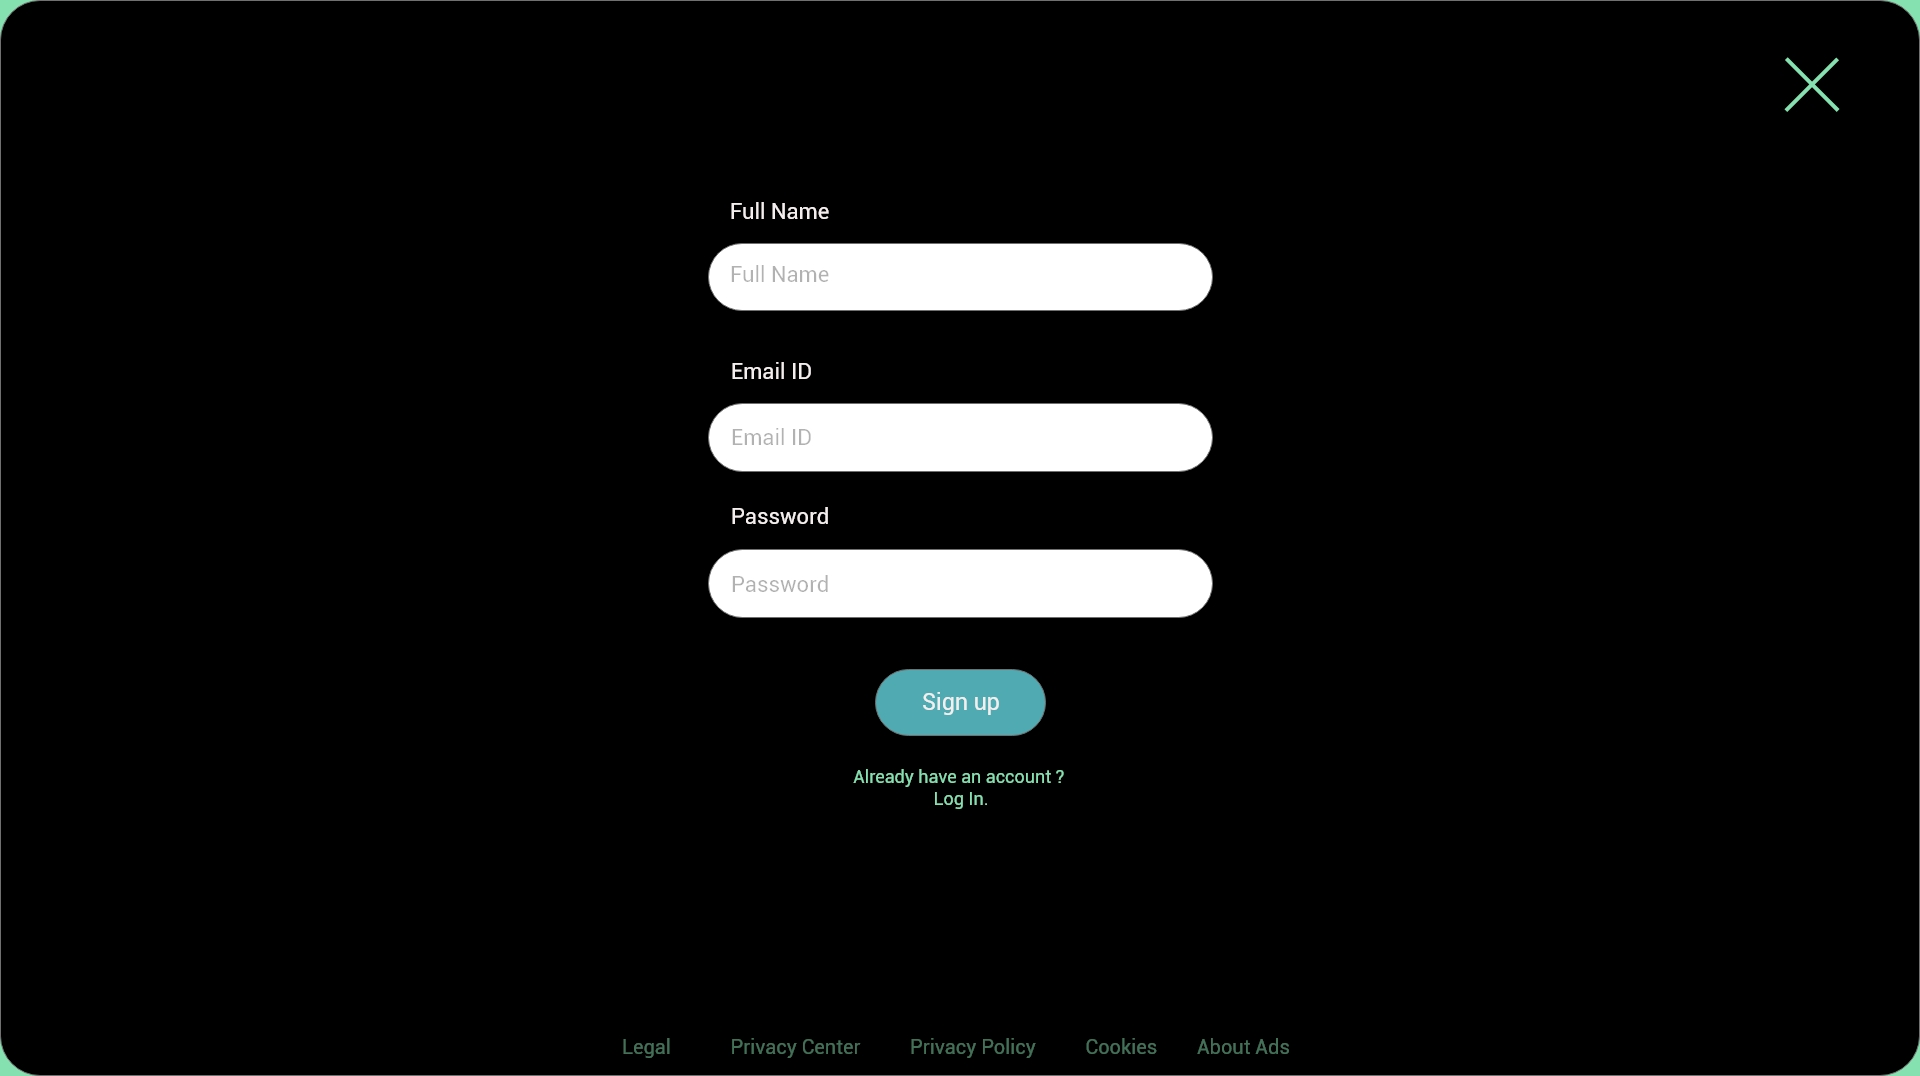 Full Name
Full Name
Email ID
Email ID
Password
Password
Sign up
Already have an account ?
Log In.
Legal Privacy Center Privacy Policy Cookies About Ads